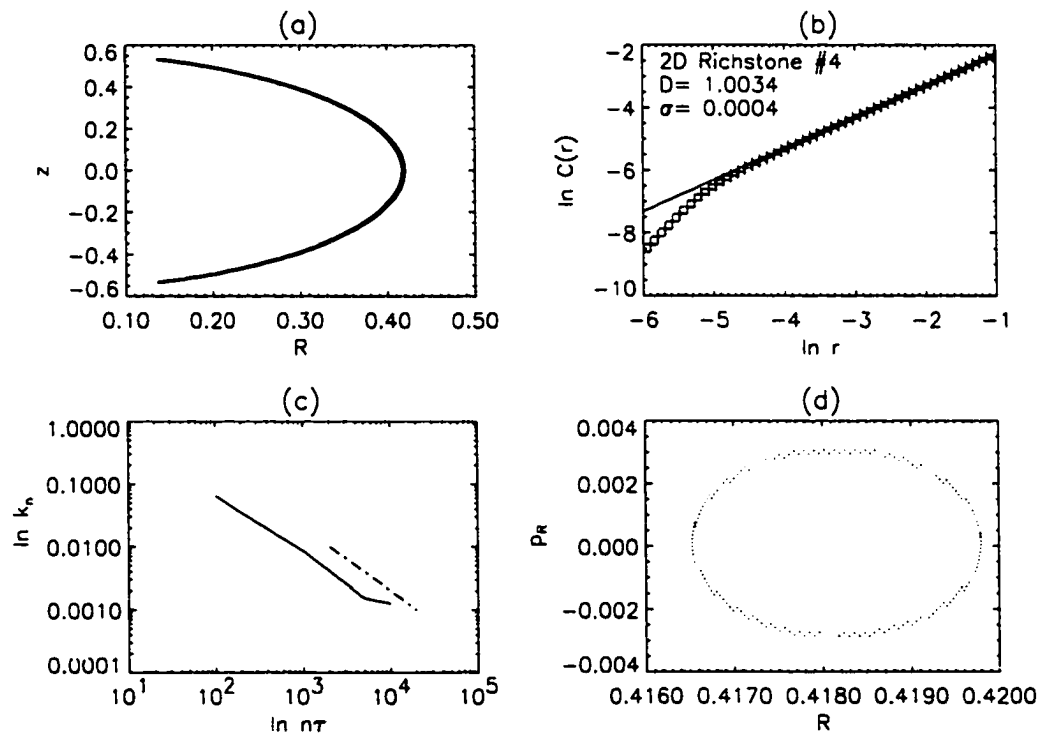 (a)
0.6
0.4
0.2
0.0
−0.2
−0.4
−0.6
z
0.10
0.20
0.30
0.40
0.50
R
(b)
2D Richstone #4
D= 1.0034
σ= 0.0004
−2
−4
−6
−8
−10
ln C(r)
−6
−5
−4
−3
−2
−1
ln r
(c)
1.0000
0.1000
0.0100
0.0010
0.0001
ln kₙ
10¹
10²
10³
10⁴
10⁵
ln nτ
(d)
0.004
0.002
0.000
−0.002
−0.004
p_R
0.4160
0.4170
0.4180
0.4190
0.4200
R